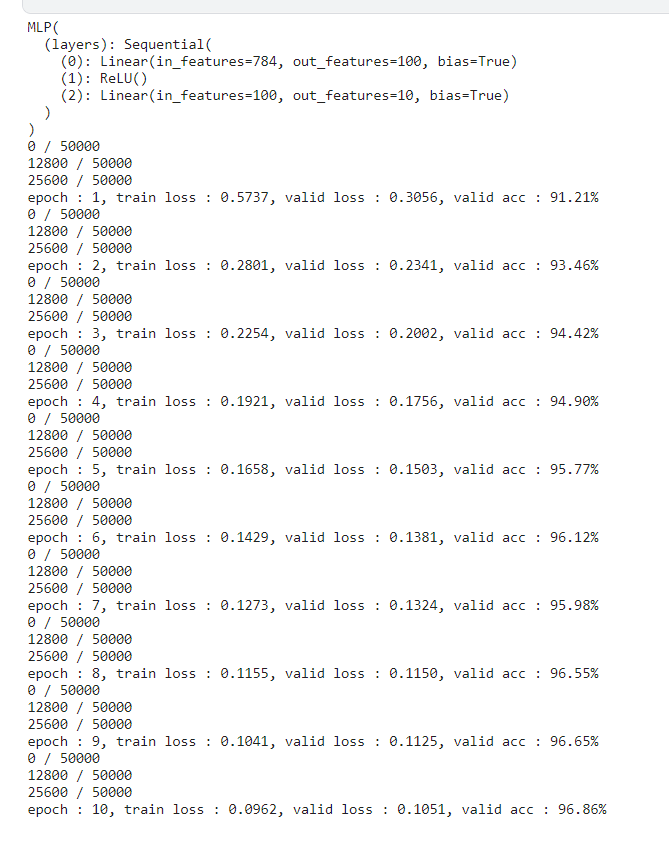 MLP(
  (layers): Sequential(
    (0): Linear(in_features=784, out_features=100, bias=True)
    (1): ReLU()
    (2): Linear(in_features=100, out_features=10, bias=True)
  )
)
0 / 50000
12800 / 50000
25600 / 50000
epoch : 1, train loss : 0.5737, valid loss : 0.3056, valid acc : 91.21%
0 / 50000
12800 / 50000
25600 / 50000
epoch : 2, train loss : 0.2801, valid loss : 0.2341, valid acc : 93.46%
0 / 50000
12800 / 50000
25600 / 50000
epoch : 3, train loss : 0.2254, valid loss : 0.2002, valid acc : 94.42%
0 / 50000
12800 / 50000
25600 / 50000
epoch : 4, train loss : 0.1921, valid loss : 0.1756, valid acc : 94.90%
0 / 50000
12800 / 50000
25600 / 50000
epoch : 5, train loss : 0.1658, valid loss : 0.1503, valid acc : 95.77%
0 / 50000
12800 / 50000
25600 / 50000
epoch : 6, train loss : 0.1429, valid loss : 0.1381, valid acc : 96.12%
0 / 50000
12800 / 50000
25600 / 50000
epoch : 7, train loss : 0.1273, valid loss : 0.1324, valid acc : 95.98%
0 / 50000
12800 / 50000
25600 / 50000
epoch : 8, train loss : 0.1155, valid loss : 0.1150, valid acc : 96.55%
0 / 50000
12800 / 50000
25600 / 50000
epoch : 9, train loss : 0.1041, valid loss : 0.1125, valid acc : 96.65%
0 / 50000
12800 / 50000
25600 / 50000
epoch : 10, train loss : 0.0962, valid loss : 0.1051, valid acc : 96.86%